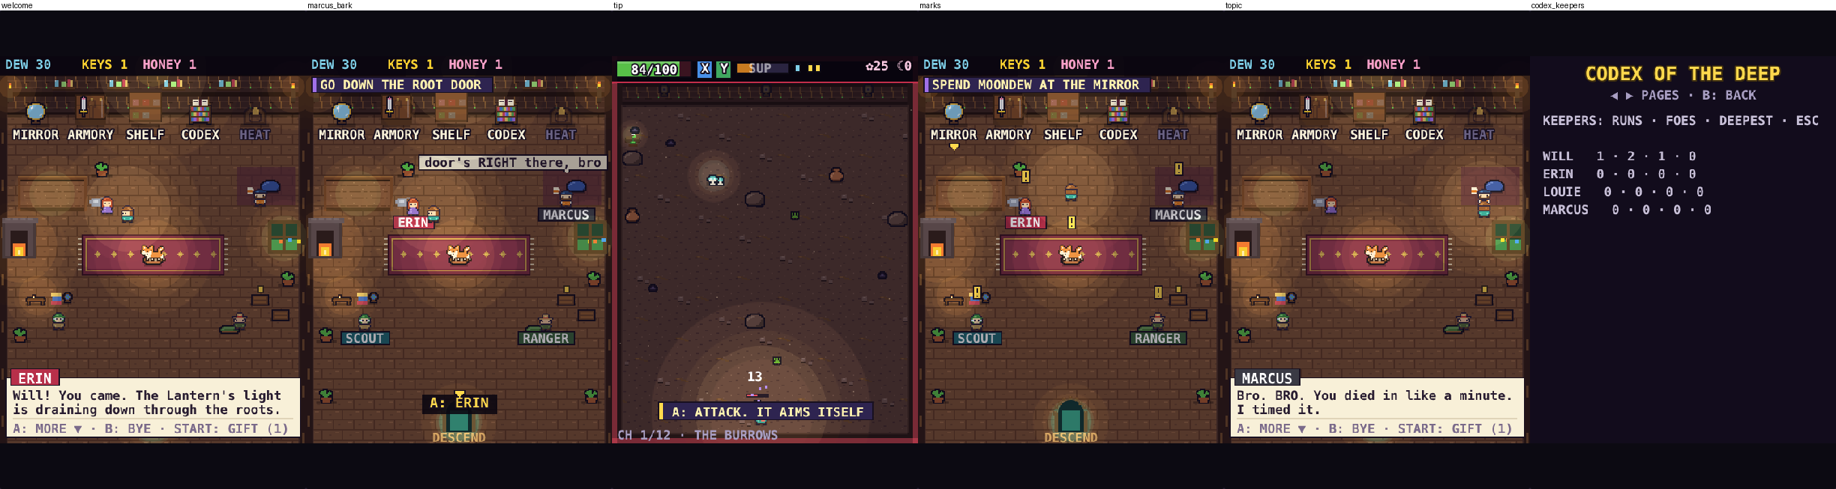 welcome
DEW 30 KEYS 1 HONEY 1
MIRROR ARMORY SHELF CODEX HEAT
ERIN
Will! You came. The Lantern's light
is draining down through the roots.
A: MORE ▼ · B: BYE · START: GIFT (1)
marcus_bark
DEW 30 KEYS 1 HONEY 1
GO DOWN THE ROOT DOOR
MIRROR ARMORY SHELF CODEX HEAT
door's RIGHT there, bro
MARCUS
ERIN
SCOUT
RANGER
A: ERIN
DESCEND
tip
84/100 X Y SUP ✿25 ☾0
13
A: ATTACK. IT AIMS ITSELF
CH 1/12 · THE BURROWS
marks
DEW 30 KEYS 1 HONEY 1
SPEND MOONDEW AT THE MIRROR
MIRROR ARMORY SHELF CODEX HEAT
!
!
MARCUS
ERIN
!
!
!
SCOUT
RANGER
DESCEND
topic
DEW 30 KEYS 1 HONEY 1
MIRROR ARMORY SHELF CODEX HEAT
MARCUS
Bro. BRO. You died in like a minute.
I timed it.
A: MORE ▼ · B: BYE · START: GIFT (1)
codex_keepers
CODEX OF THE DEEP
◄ ► PAGES · B: BACK
KEEPERS: RUNS · FOES · DEEPEST · ESC
WILL 1 · 2 · 1 · 0
ERIN 0 · 0 · 0 · 0
LOUIE 0 · 0 · 0 · 0
MARCUS 0 · 0 · 0 · 0